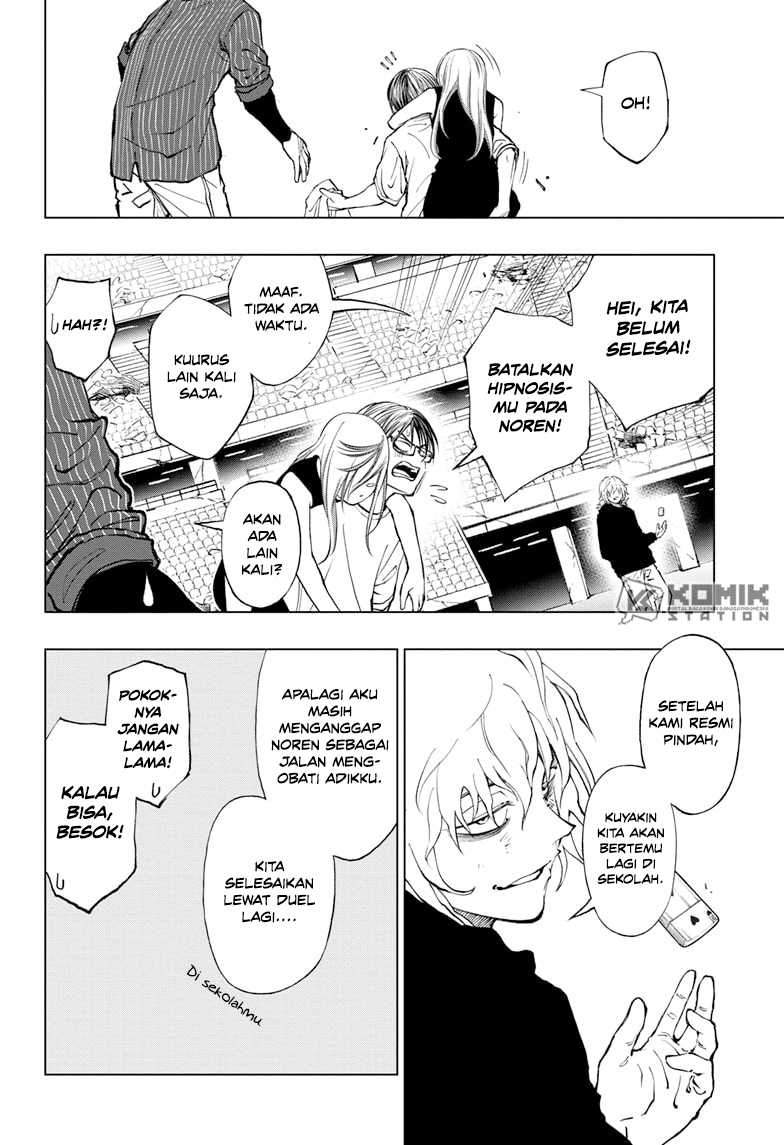 OH!
HEI, KITA
BELUM
SELESAI!
BATALKAN
HIPNOSIS-
MU PADA
NOREN!
MAAF.
TIDAK ADA
WAKTU.
KUURUS
LAIN KALI
SAJA.
HAH?!
AKAN
ADA
LAIN
KALI?
KOMIK
STATION
SETELAH
KAMI RESMI
PINDAH,
KUYAKIN
KITA AKAN
BERTEMU
LAGI DI
SEKOLAH.
APALAGI AKU
MASIH
MENGANGGAP
NOREN SEBAGAI
JALAN MENG-
OBATI ADIKKU.
KITA
SELESAIKAN
LEWAT DUEL
LAGI....
Di sekolahmu
POKOK-
NYA
JANGAN
LAMA-
LAMA!
KALAU
BISA,
BESOK!